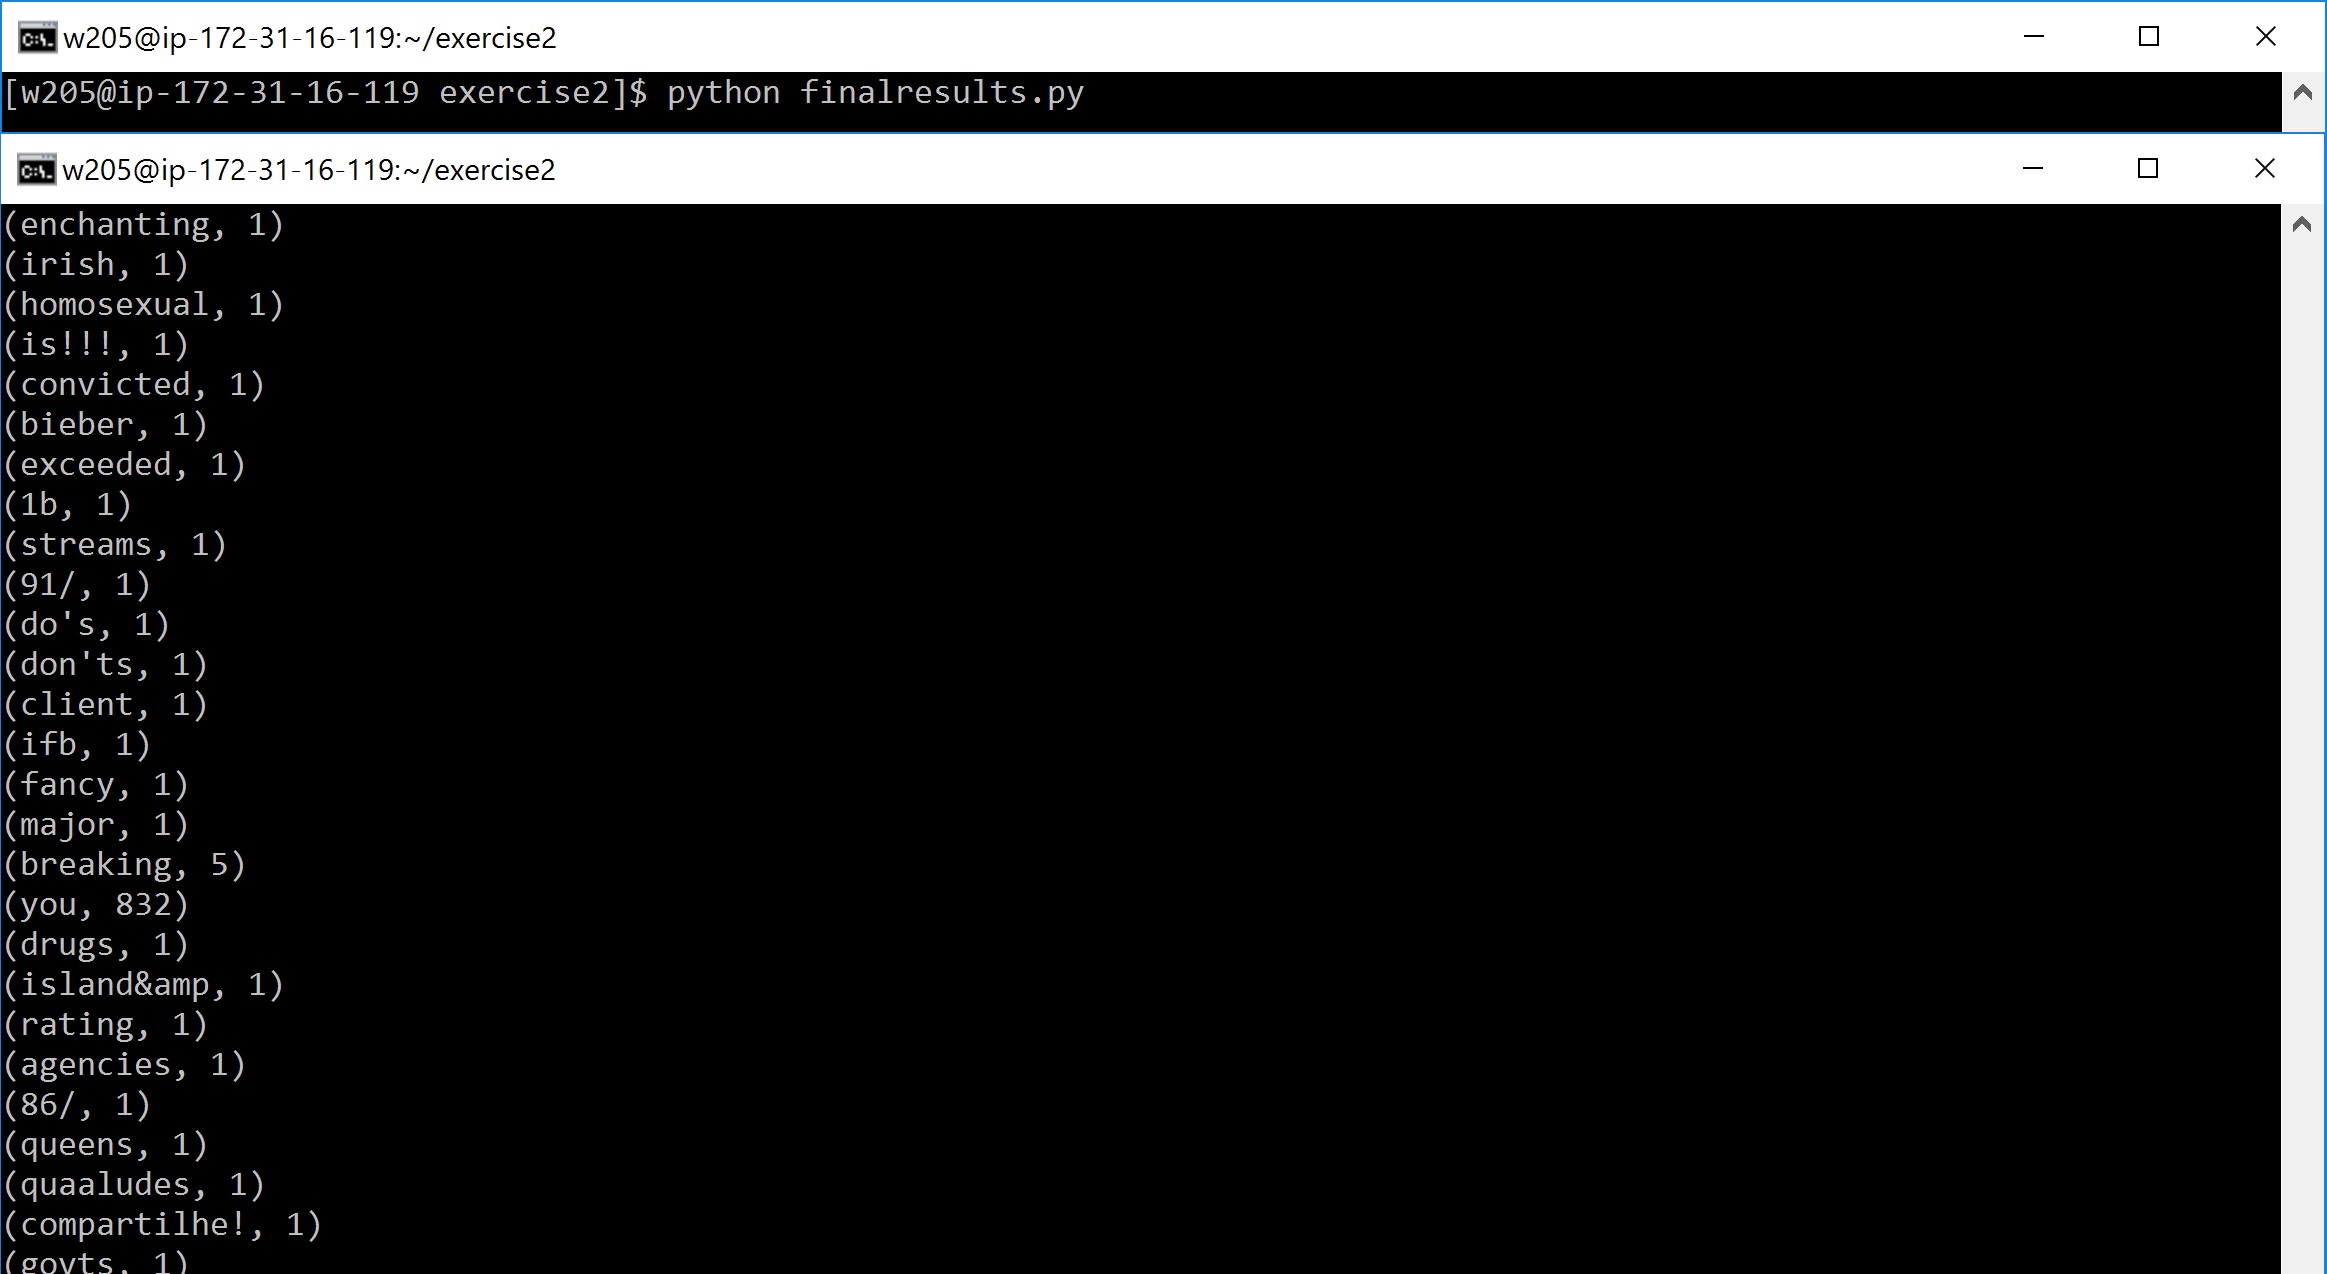 w205@ip-172-31-16-119:~/exercise2
[w205@ip-172-31-16-119 exercise2]$ python finalresults.py
w205@ip-172-31-16-119:~/exercise2
(enchanting, 1)
(irish, 1)
(homosexual, 1)
(is!!!, 1)
(convicted, 1)
(bieber, 1)
(exceeded, 1)
(1b, 1)
(streams, 1)
(91/, 1)
(do's, 1)
(don'ts, 1)
(client, 1)
(ifb, 1)
(fancy, 1)
(major, 1)
(breaking, 5)
(you, 832)
(drugs, 1)
(island&amp, 1)
(rating, 1)
(agencies, 1)
(86/, 1)
(queens, 1)
(quaaludes, 1)
(compartilhe!, 1)
(govts, 1)